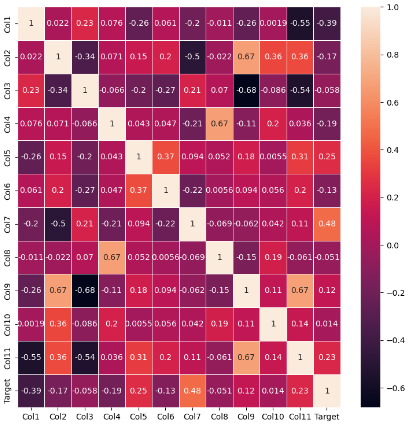 Col1 1 0.022 0.23 0.076 -0.26 0.061 -0.2 -0.011 -0.26 0.0019 -0.55 -0.39
Col2 0.022 1 -0.34 0.071 0.15 0.2 -0.5 -0.022 0.67 0.36 0.36 -0.17
Col3 0.23 -0.34 1 -0.066 -0.2 -0.27 0.21 0.07 -0.68 -0.086 -0.54 -0.058
Col4 0.076 0.071 -0.066 1 0.043 0.047 -0.21 0.67 -0.11 0.2 0.036 -0.19
Col5 -0.26 0.15 -0.2 0.043 1 0.37 0.094 0.052 0.18 0.0055 0.31 0.25
Col6 0.061 0.2 -0.27 0.047 0.37 1 -0.22 0.0056 0.094 0.056 0.2 -0.13
Col7 -0.2 -0.5 0.21 -0.21 0.094 -0.22 1 -0.069 -0.062 0.042 0.11 0.48
Col8 -0.011 -0.022 0.07 0.67 0.052 0.0056 -0.069 1 -0.15 0.19 -0.061 -0.051
Col9 -0.26 0.67 -0.68 -0.11 0.18 0.094 -0.062 -0.15 1 0.11 0.67 0.12
Col10 0.0019 0.36 -0.086 0.2 0.0055 0.056 0.042 0.19 0.11 1 0.14 0.014
Col11 -0.55 0.36 -0.54 0.036 0.31 0.2 0.11 -0.061 0.67 0.14 1 0.23
Target -0.39 -0.17 -0.058 -0.19 0.25 -0.13 0.48 -0.051 0.12 0.014 0.23 1
Col1 Col2 Col3 Col4 Col5 Col6 Col7 Col8 Col9 Col10 Col11 Target
1.0
0.8
0.6
0.4
0.2
0.0
−0.2
−0.4
−0.6